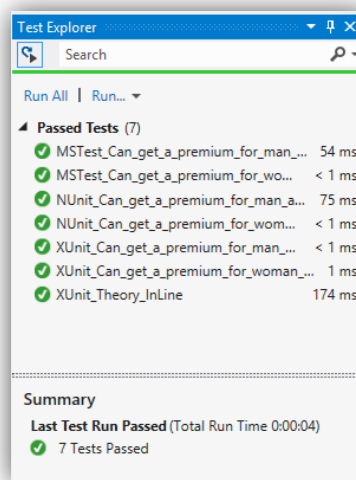 Test Explorer
Search
Run All | Run...
Passed Tests (7)
MSTest_Can_get_a_premium_for_man_... 54 ms
MSTest_Can_get_a_premium_for_wo... < 1 ms
NUnit_Can_get_a_premium_for_man_a... 75 ms
NUnit_Can_get_a_premium_for_wom... < 1 ms
XUnit_Can_get_a_premium_for_man_... < 1 ms
XUnit_Can_get_a_premium_for_woman_... 1 ms
XUnit_Theory_InLine 174 ms
Summary
Last Test Run Passed (Total Run Time 0:00:04)
7 Tests Passed